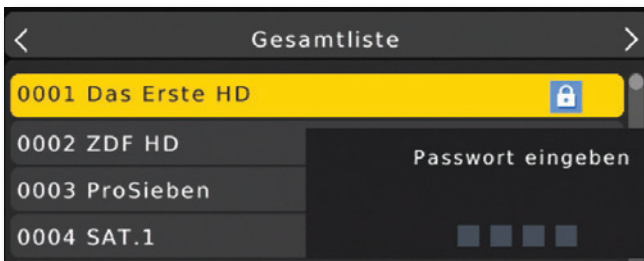 Gesamtliste
0001 Das Erste HD
0002 ZDF HD
Passwort eingeben
0003 ProSieben
0004 SAT.1